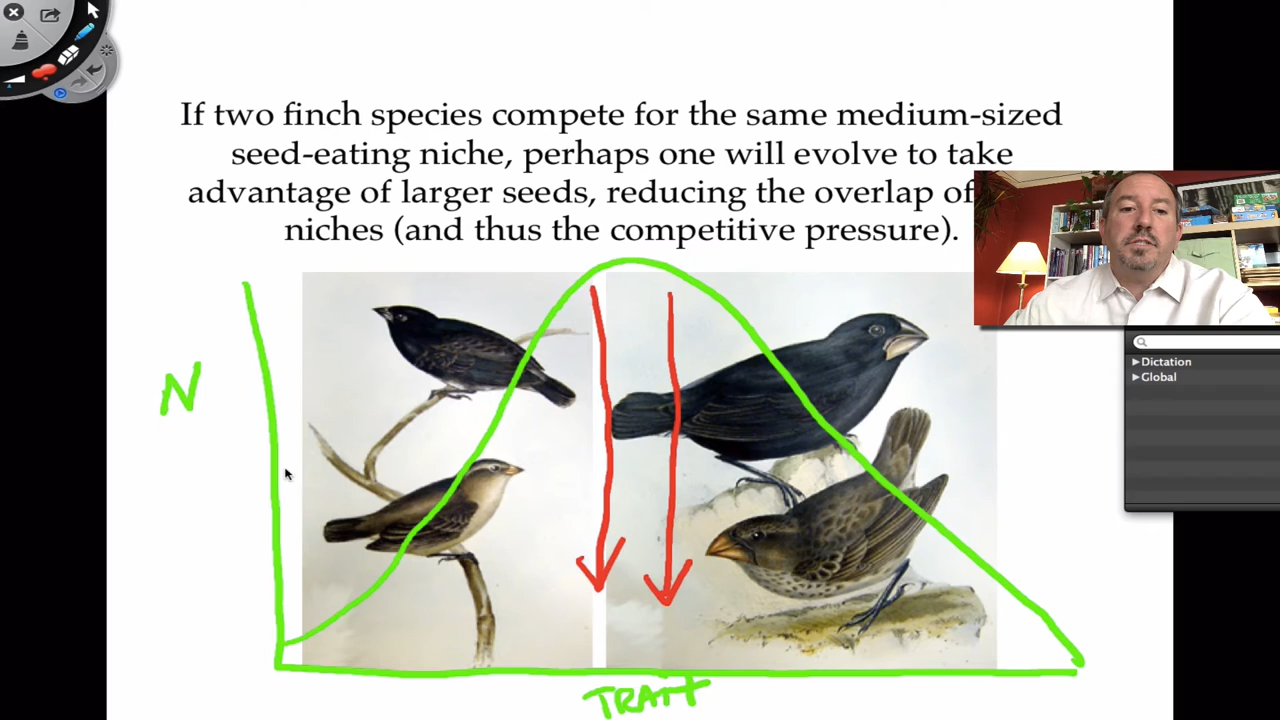 If two finch species compete for the same medium-sized
seed-eating niche, perhaps one will evolve to take
advantage of larger seeds, reducing the overlap of
niches (and thus the competitive pressure).
N
TRAIT
Dictation
Global